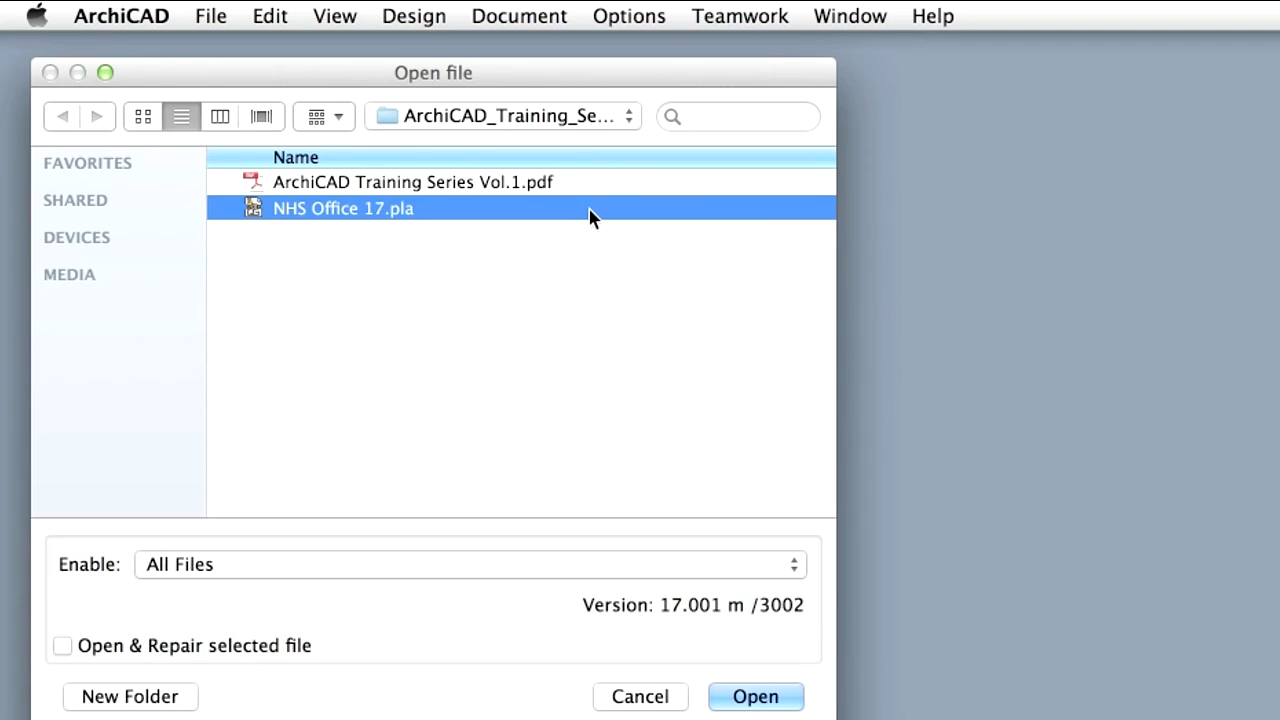 ArchiCAD File Edit View Design Document Options Teamwork Window Help
Open file
ArchiCAD_Training_Se...
FAVORITES
SHARED
DEVICES
MEDIA
Name
ArchiCAD Training Series Vol.1.pdf
NHS Office 17.pla
Enable: All Files
Version: 17.001 m /3002
Open & Repair selected file
New Folder Cancel Open